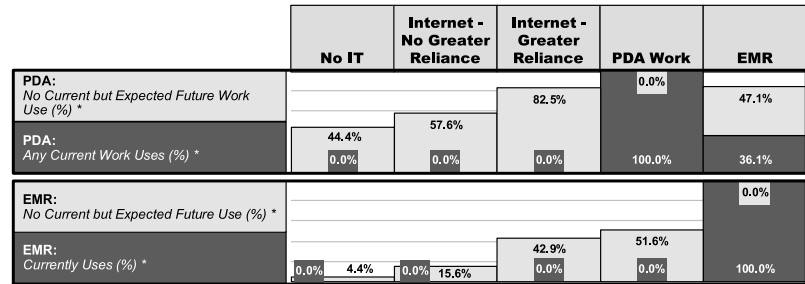 No IT
Internet -
No Greater
Reliance
Internet -
Greater
Reliance
PDA Work
EMR
PDA:
No Current but Expected Future Work
Use (%) *
44.4%
57.6%
82.5%
0.0%
47.1%
PDA:
Any Current Work Uses (%) *
0.0%
0.0%
0.0%
100.0%
36.1%
EMR:
No Current but Expected Future Use (%) *
4.4%
15.6%
42.9%
51.6%
0.0%
EMR:
Currently Uses (%) *
0.0%
0.0%
0.0%
0.0%
100.0%